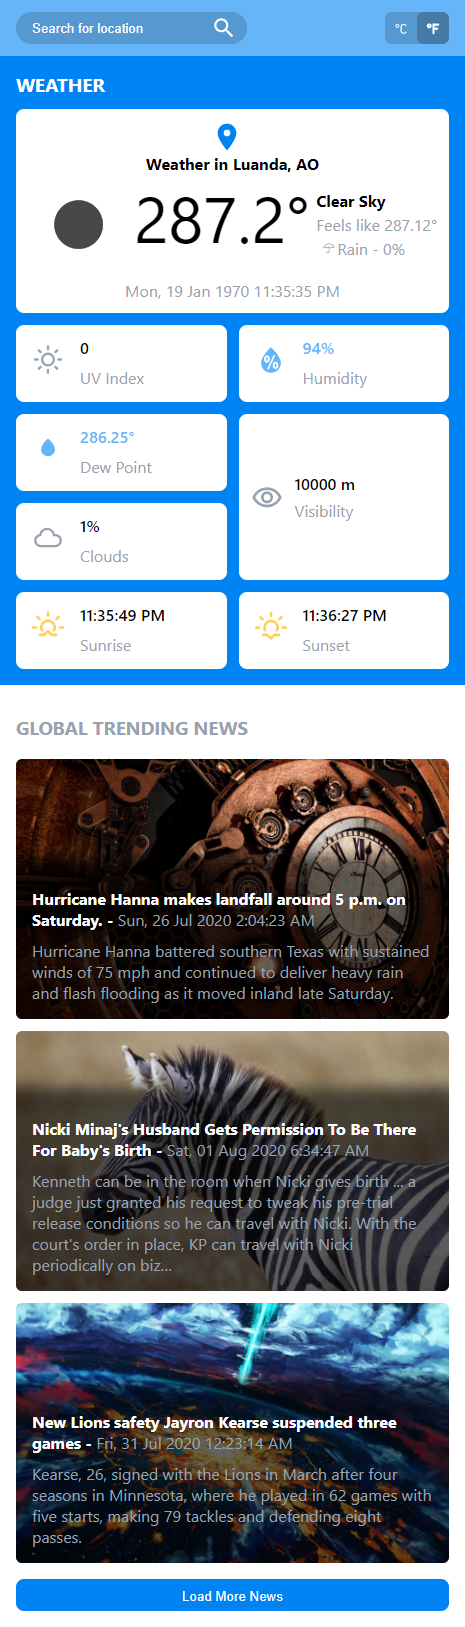 Search for location
°C
°F
WEATHER
Weather in Luanda, AO
287.2°
Clear Sky
Feels like 287.12°
Rain - 0%
Mon, 19 Jan 1970 11:35:35 PM
0
UV Index
94%
Humidity
286.25°
Dew Point
10000 m
Visibility
1%
Clouds
11:35:49 PM
Sunrise
11:36:27 PM
Sunset
GLOBAL TRENDING NEWS
Hurricane Hanna makes landfall around 5 p.m. on
Saturday. - Sun, 26 Jul 2020 2:04:23 AM
Hurricane Hanna battered southern Texas with sustained
winds of 75 mph and continued to deliver heavy rain
and flash flooding as it moved inland late Saturday.
Nicki Minaj's Husband Gets Permission To Be There
For Baby's Birth - Sat, 01 Aug 2020 6:34:47 AM
Kenneth can be in the room when Nicki gives birth ... a
judge just granted his request to tweak his pre-trial
release conditions so he can travel with Nicki. With the
court's order in place, KP can travel with Nicki
periodically on biz...
New Lions safety Jayron Kearse suspended three
games - Fri, 31 Jul 2020 12:23:14 AM
Kearse, 26, signed with the Lions in March after four
seasons in Minnesota, where he played in 62 games with
five starts, making 79 tackles and defending eight
passes.
Load More News